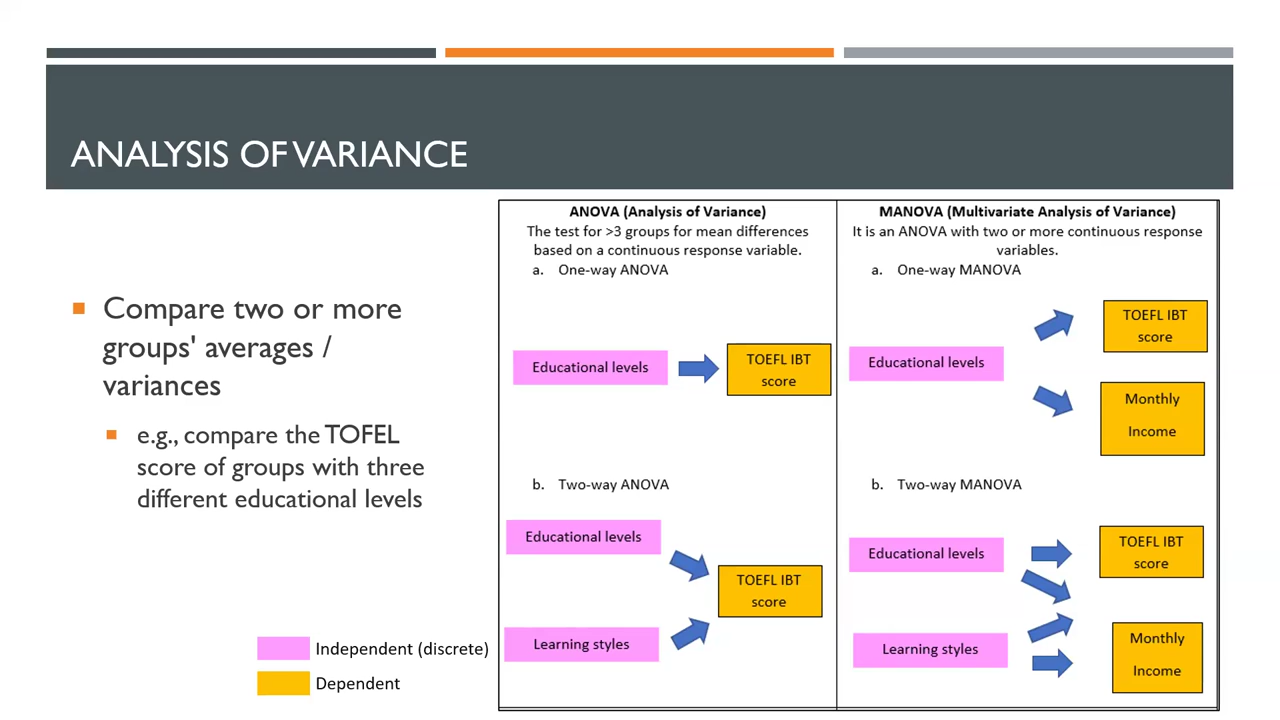 ANALYSIS OF VARIANCE
Compare two or more
groups' averages /
variances
e.g., compare the TOFEL
score of groups with three
different educational levels
Independent (discrete)
Dependent
ANOVA (Analysis of Variance)
The test for >3 groups for mean differences
based on a continuous response variable.
a. One-way ANOVA
Educational levels
TOEFL IBT
score
b. Two-way ANOVA
Educational levels
Learning styles
TOEFL IBT
score
MANOVA (Multivariate Analysis of Variance)
It is an ANOVA with two or more continuous response
variables.
a. One-way MANOVA
Educational levels
TOEFL IBT
score
Monthly
Income
b. Two-way MANOVA
Educational levels
Learning styles
TOEFL IBT
score
Monthly
Income